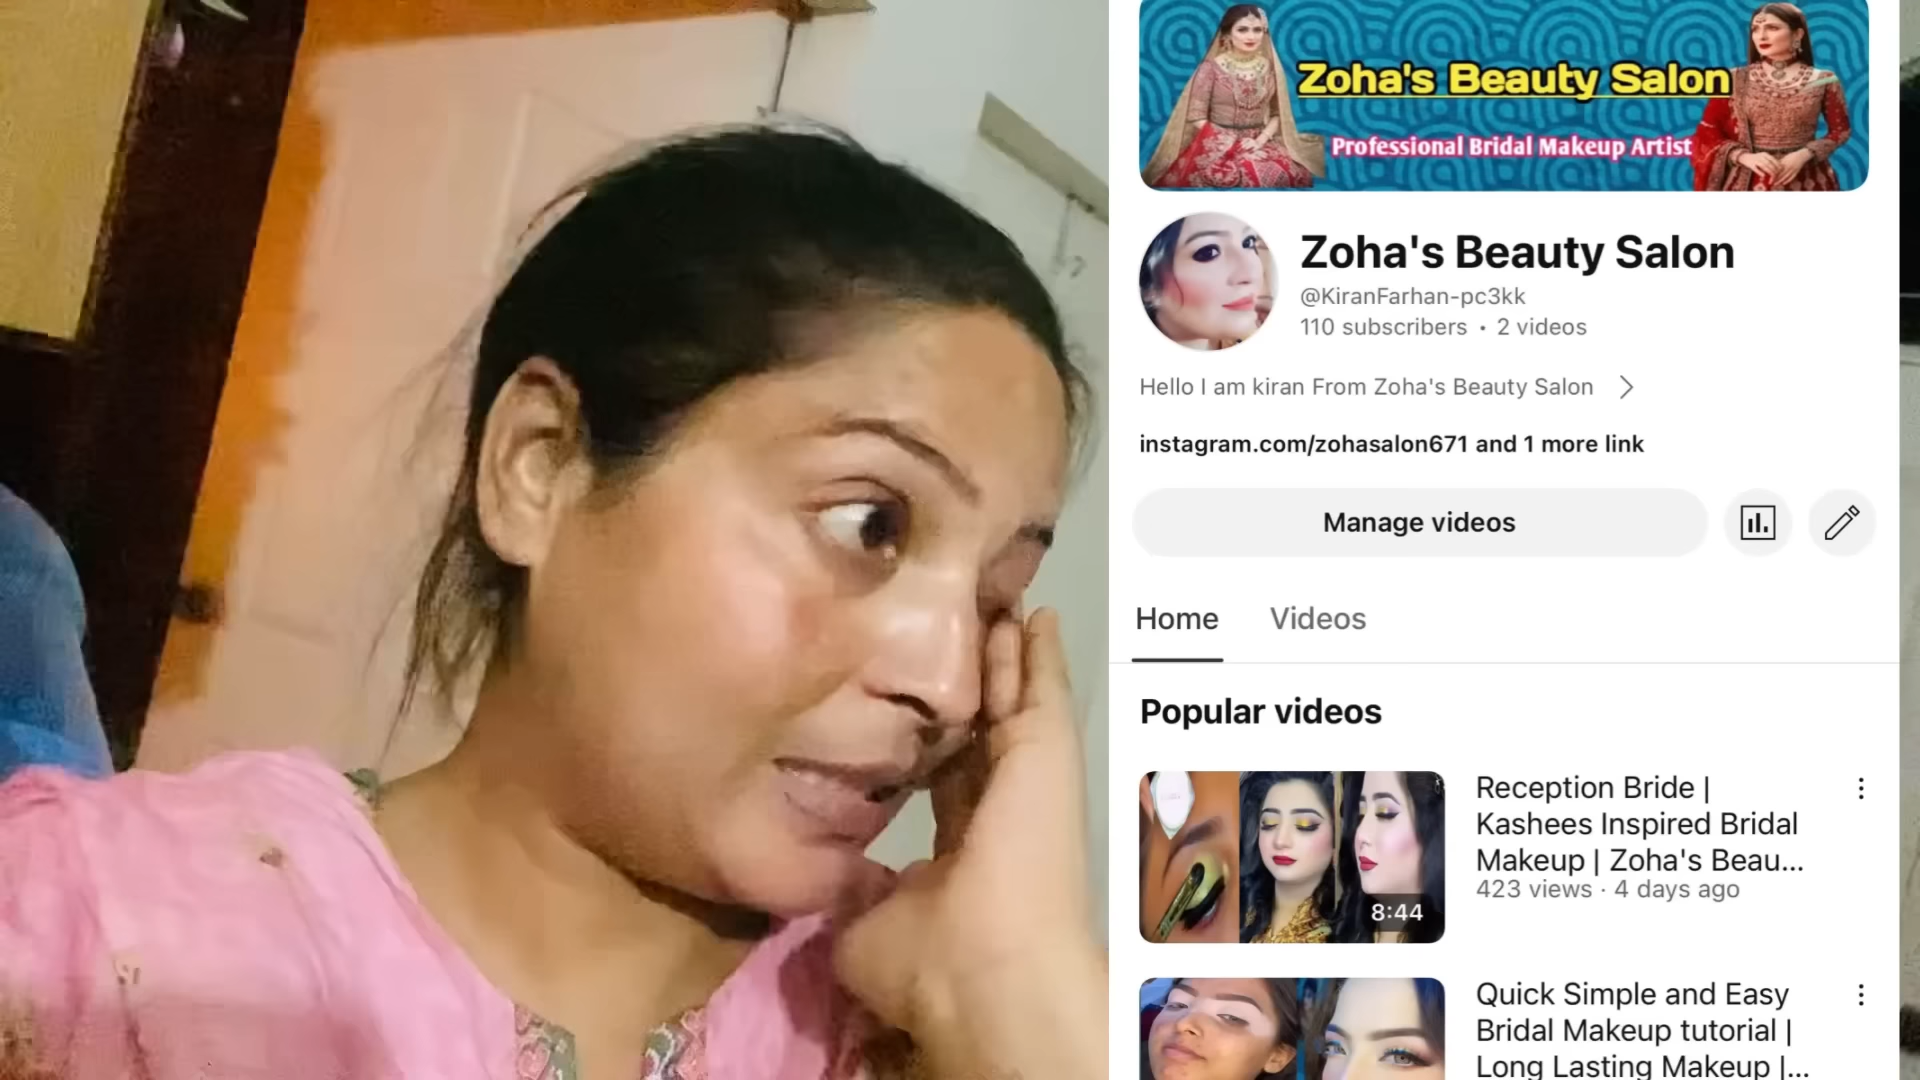 Zoha's Beauty Salon
Professional Bridal Makeup Artist
Zoha's Beauty Salon
@KiranFarhan-pc3kk
110 subscribers • 2 videos
Hello I am kiran From Zoha's Beauty Salon
instagram.com/zohasalon671 and 1 more link
Manage videos
Home Videos
Popular videos
Reception Bride |
Kashees Inspired Bridal
Makeup | Zoha's Beau...
423 views · 4 days ago
8:44
Quick Simple and Easy
Bridal Makeup tutorial |
Long Lasting Makeup |...